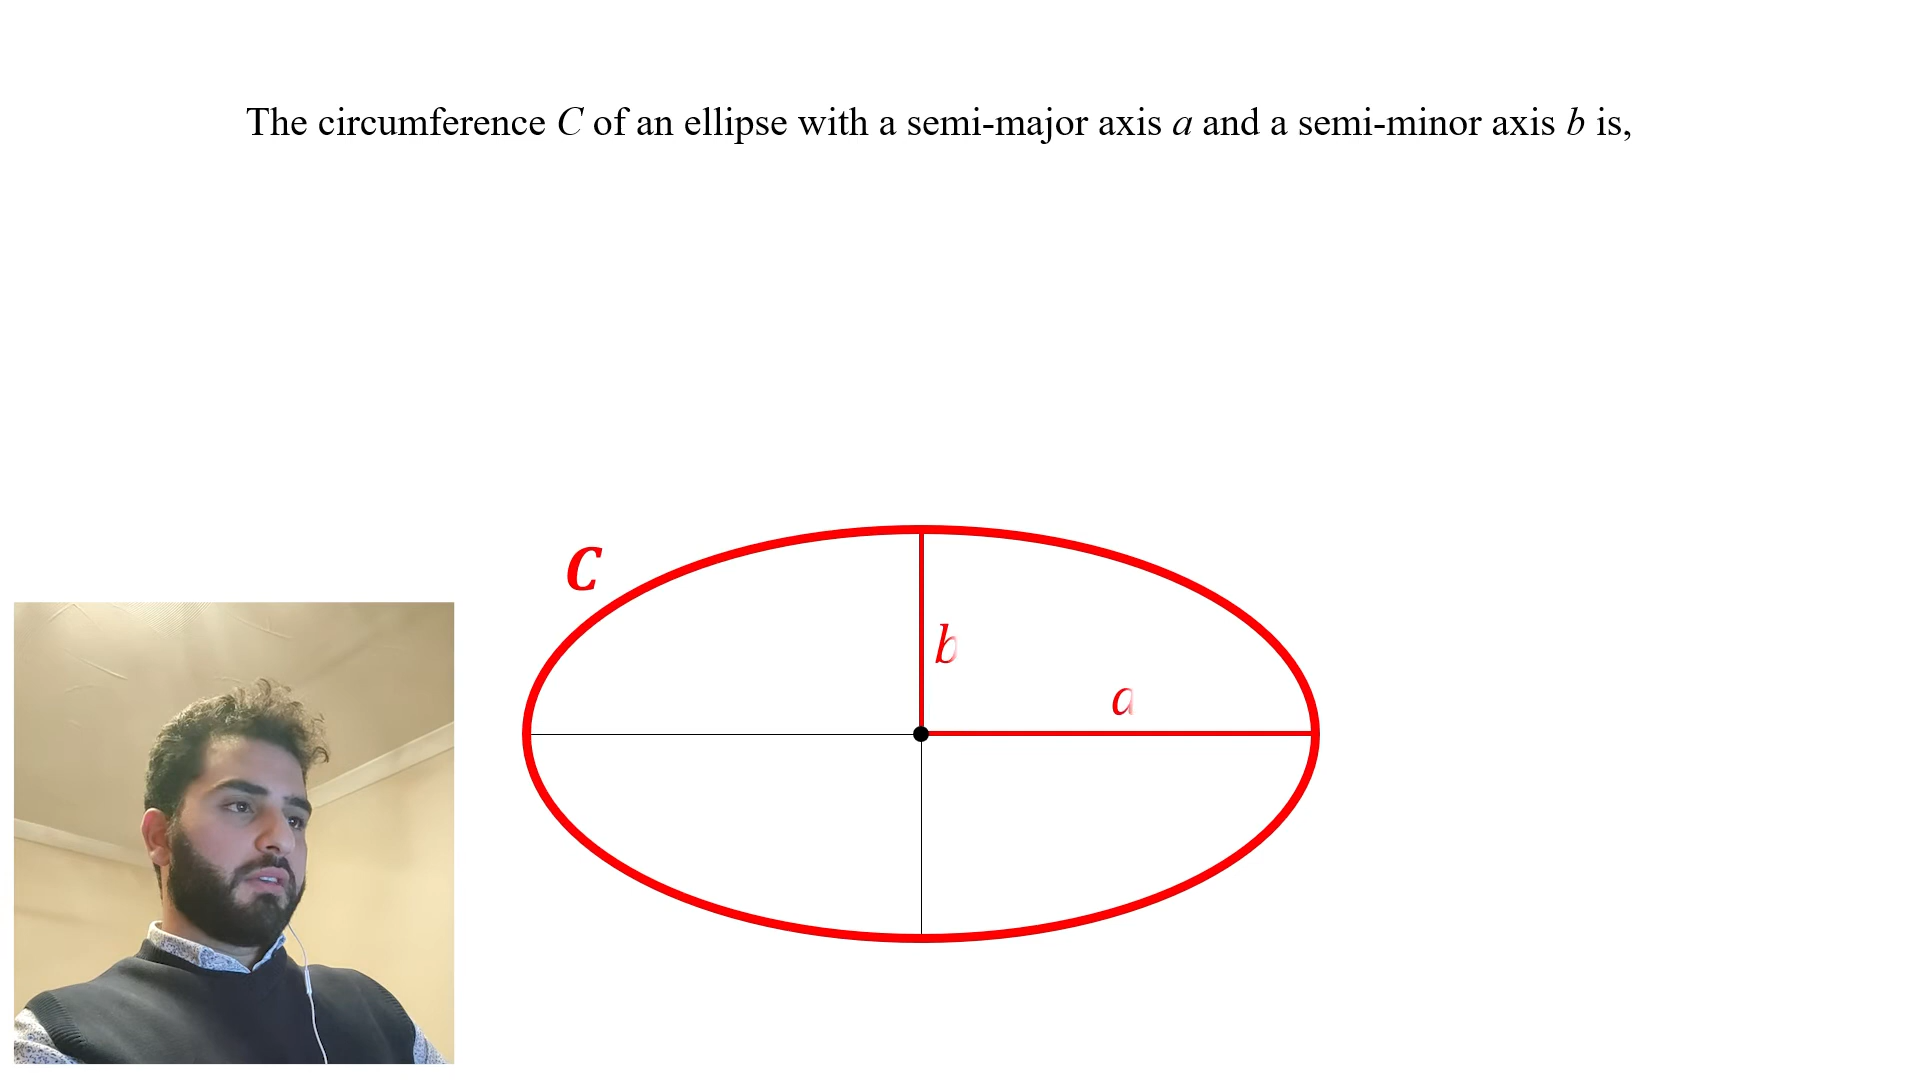 The circumference C of an ellipse with a semi-major axis a and a semi-minor axis b is,
C
b
a